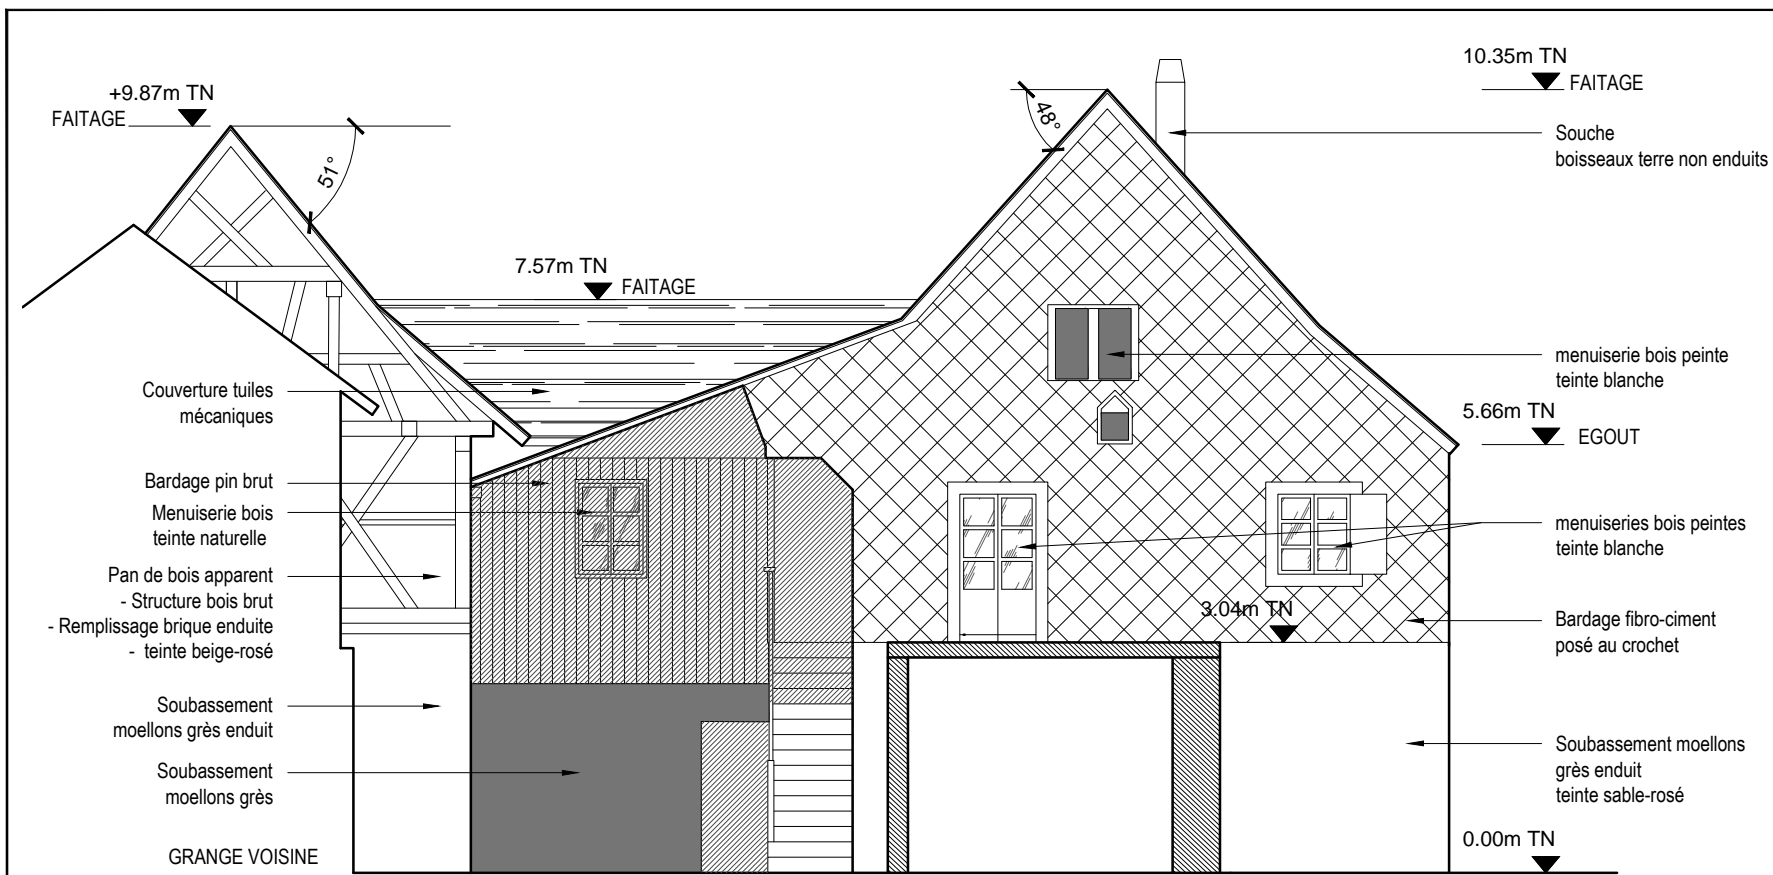 10.35m TN
FAITAGE
+9.87m TN
FAITAGE
48°
Souche
boisseaux terre non enduits
51°
7.57m TN
FAITAGE
menuiserie bois peinte
teinte blanche
Couverture tuiles
mécaniques
5.66m TN
EGOUT
Bardage pin brut
Menuiserie bois
teinte naturelle
menuiseries bois peintes
teinte blanche
Pan de bois apparent
- Structure bois brut
- Remplissage brique enduite
- teinte beige-rosé
3.04m TN
Bardage fibro-ciment
posé au crochet
Soubassement
moellons grès enduit
Soubassement
moellons grès
Soubassement moellons
grès enduit
teinte sable-rosé
GRANGE VOISINE
0.00m TN